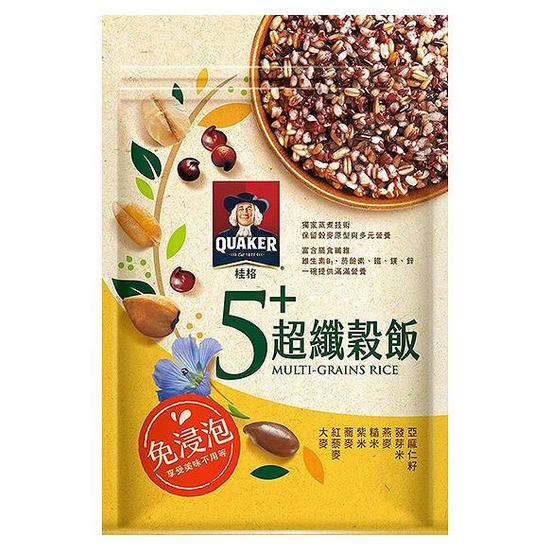 獨家蒸煮技術
保留穀麥原型與多元營養
富含膳食纖維
維生素B₁、菸鹼素、鐵、鎂、鋅
一碗提供滿滿營養
QUAKER
桂格
®
5+超纖穀飯
MULTI-GRAINS RICE
免浸泡
享受美味不用等
亞麻仁籽
發芽米
燕麥
糙米
紫米
蕎麥
紅藜麥
大麥